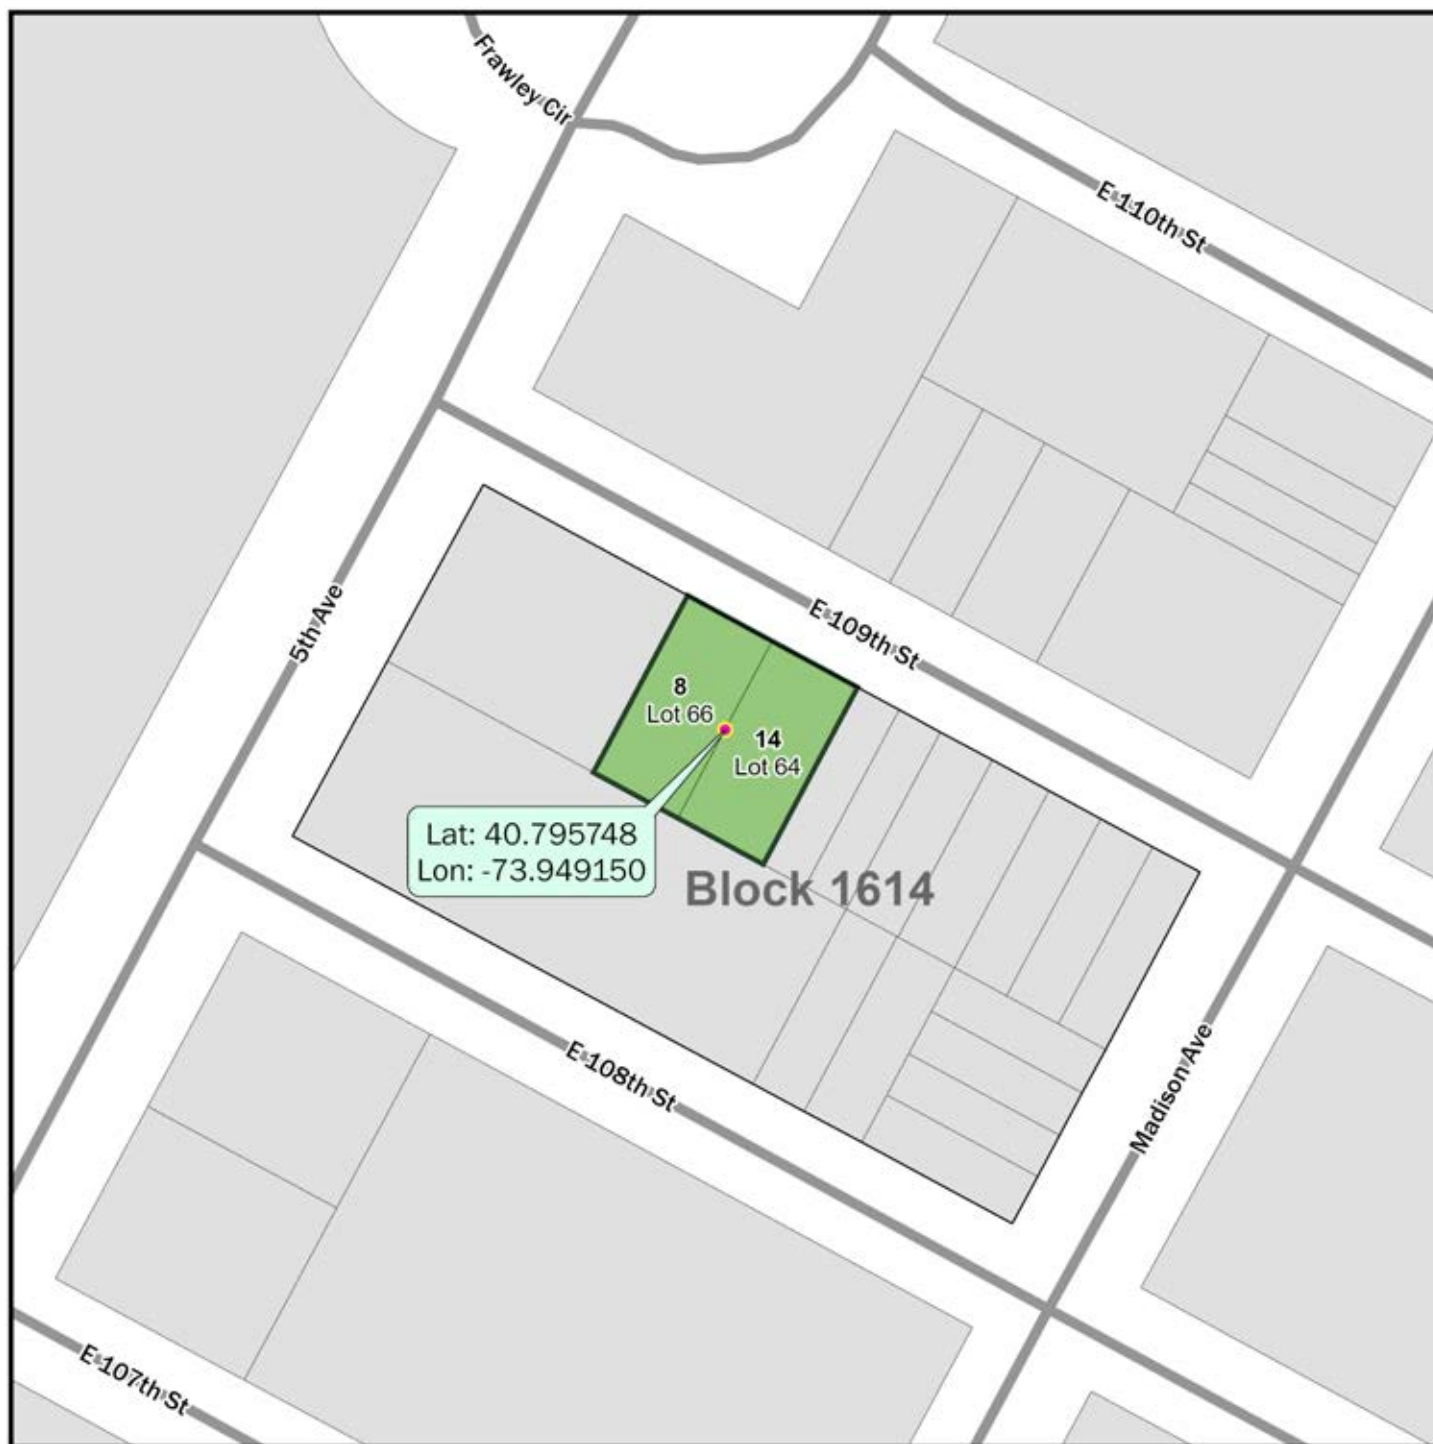 Frawley Cir
E 110th St
5th Ave
E 109th St
8
Lot 66
14
Lot 64
Lat: 40.795748
Lon: -73.949150
Block 1614
E 108th St
Madison Ave
E 107th St